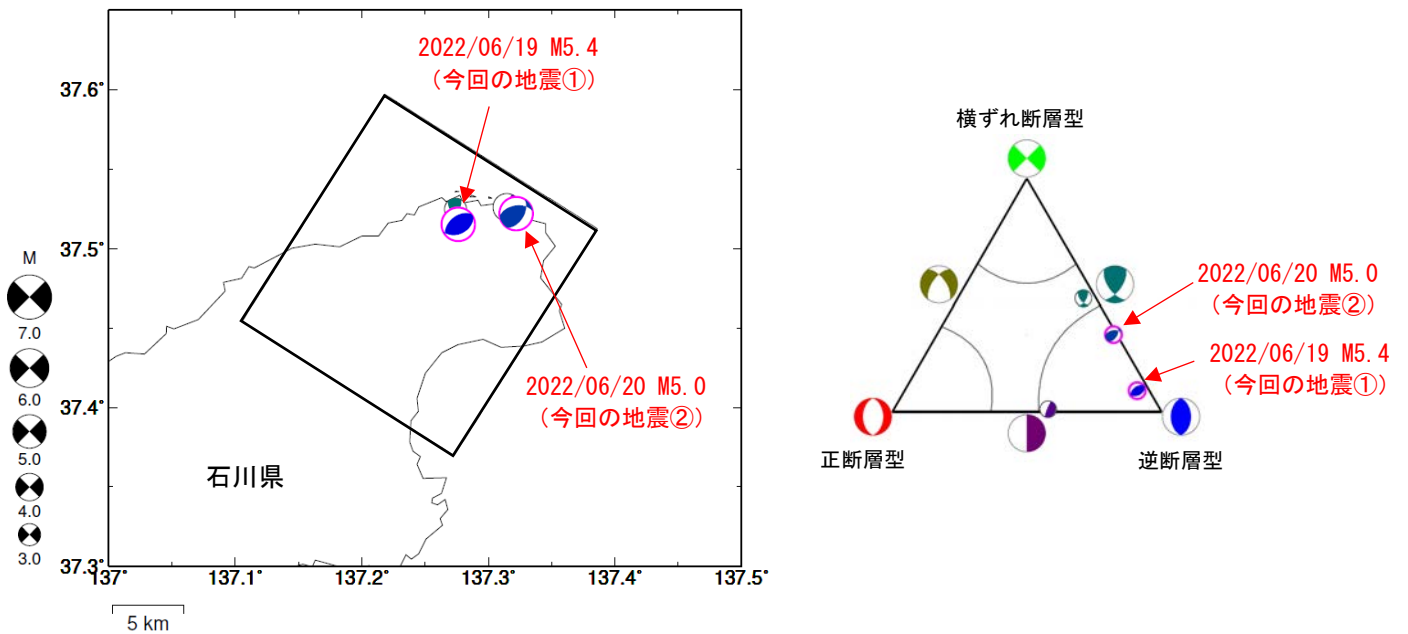 2022/06/19 M5.4
（今回の地震①）
37.6°
37.5°
37.4°
37.3°
M
7.0
6.0
5.0
4.0
3.0
2022/06/20 M5.0
（今回の地震②）
石川県
137°
137.1°
137.2°
137.3°
137.4°
137.5°
5 km
横ずれ断層型
2022/06/20 M5.0
（今回の地震②）
2022/06/19 M5.4
（今回の地震①）
正断層型
逆断層型